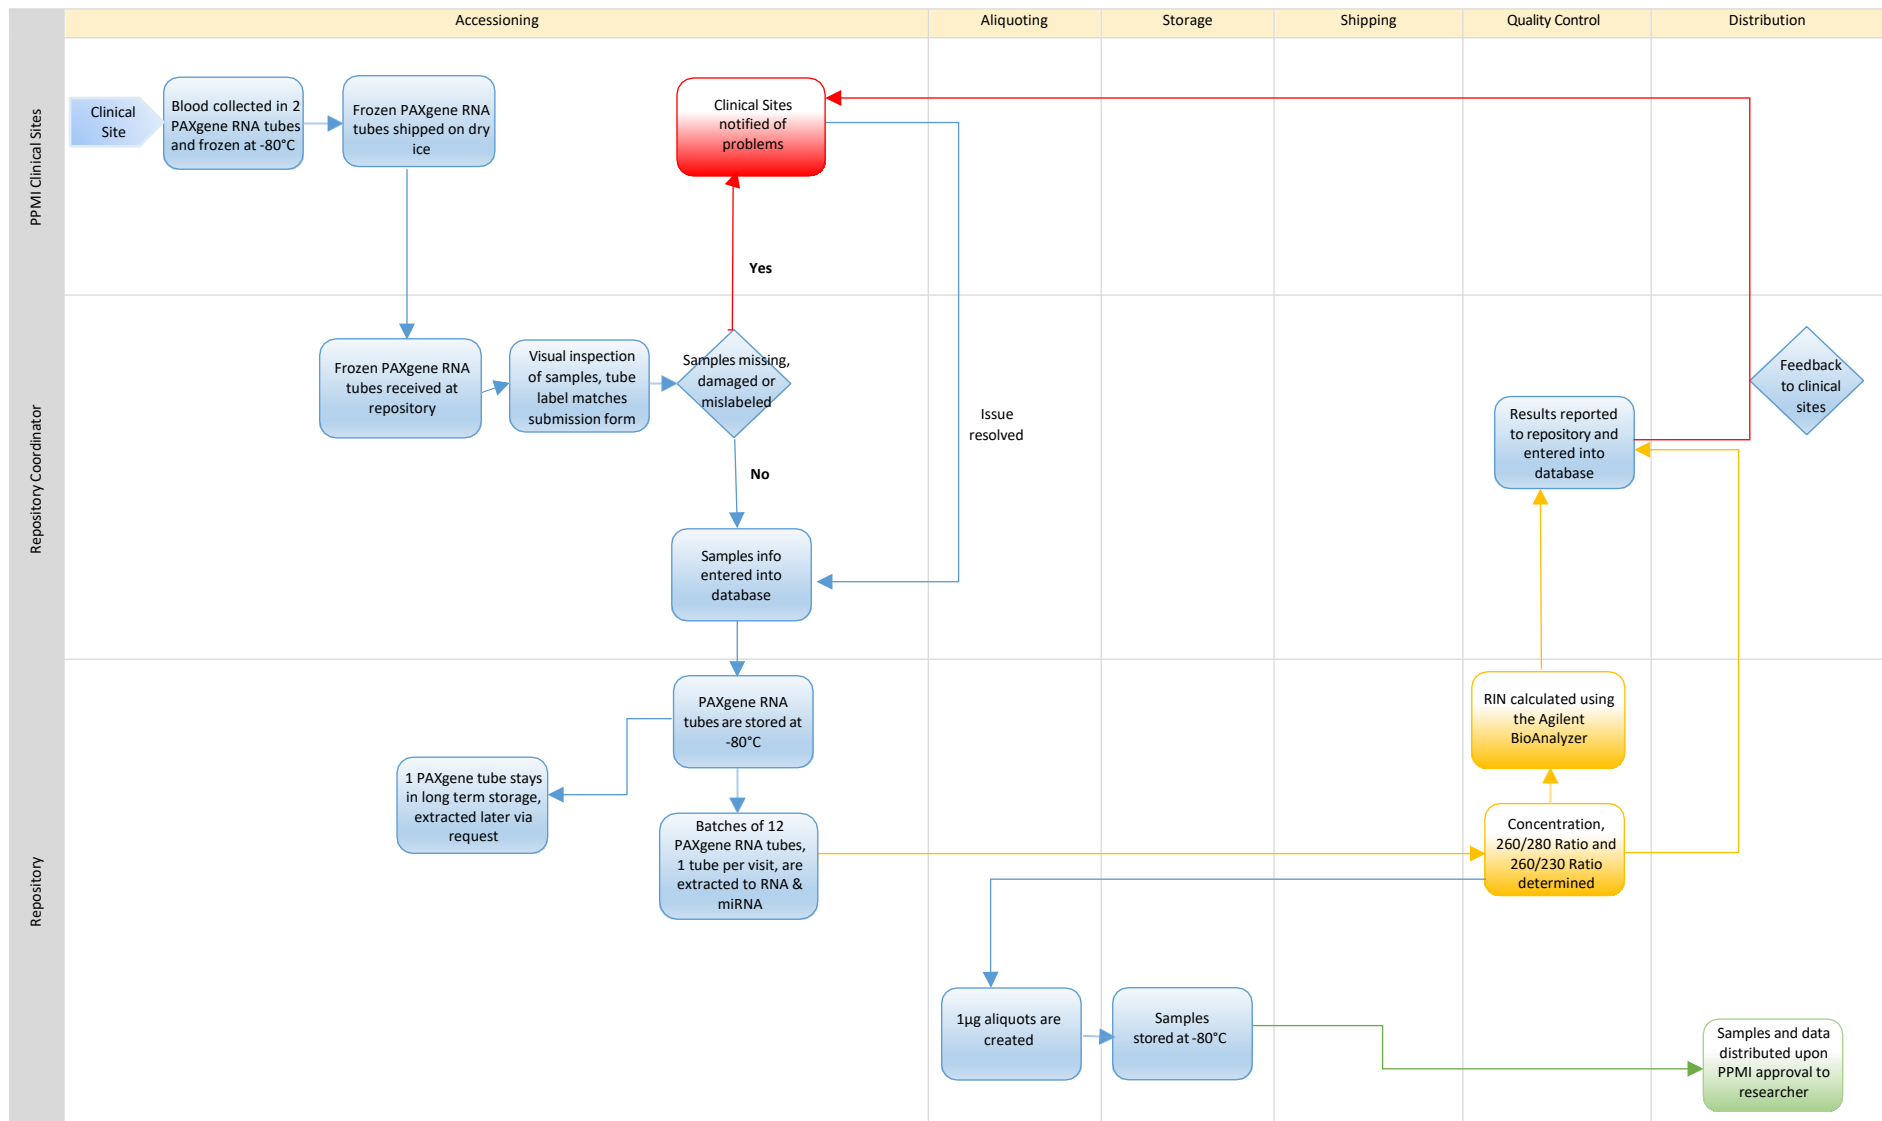 Accessioning
Aliquoting
Storage
Shipping
Quality Control
Distribution
PPMI Clinical Sites
Clinical
Site
Blood collected in 2
PAXgene RNA tubes
and frozen at -80°C
Frozen PAXgene RNA
tubes shipped on dry
ice
Clinical Sites
notified of
problems
Yes
Repository Coordinator
Frozen PAXgene RNA
tubes received at
repository
Visual inspection
of samples, tube
label matches
submission form
Samples missing,
damaged or
mislabeled
No
Issue
resolved
Samples info
entered into
database
Results reported
to repository and
entered into
database
Feedback
to clinical
sites
Repository
PAXgene RNA
tubes are stored at
-80°C
1 PAXgene tube stays
in long term storage,
extracted later via
request
Batches of 12
PAXgene RNA tubes,
1 tube per visit, are
extracted to RNA &
miRNA
RIN calculated using
the Agilent
BioAnalyzer
Concentration,
260/280 Ratio and
260/230 Ratio
determined
1µg aliquots are
created
Samples
stored at -80°C
Samples and data
distributed upon
PPMI approval to
researcher